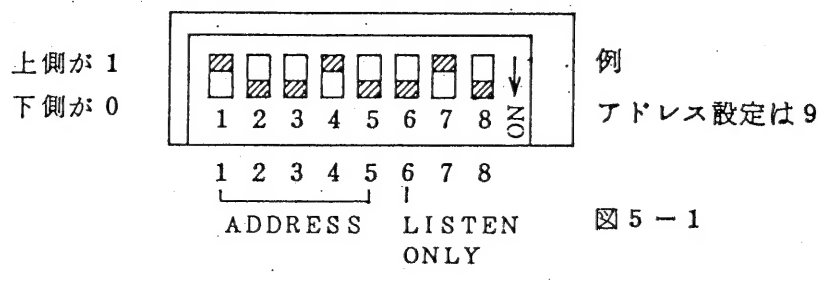 上側が 1
下側が 0
1 2 3 4 5 6 7 8 NO
1 2 3 4 5 6 7 8
ADDRESS
LISTEN
ONLY
例
アドレス設定は 9
図 5 − 1